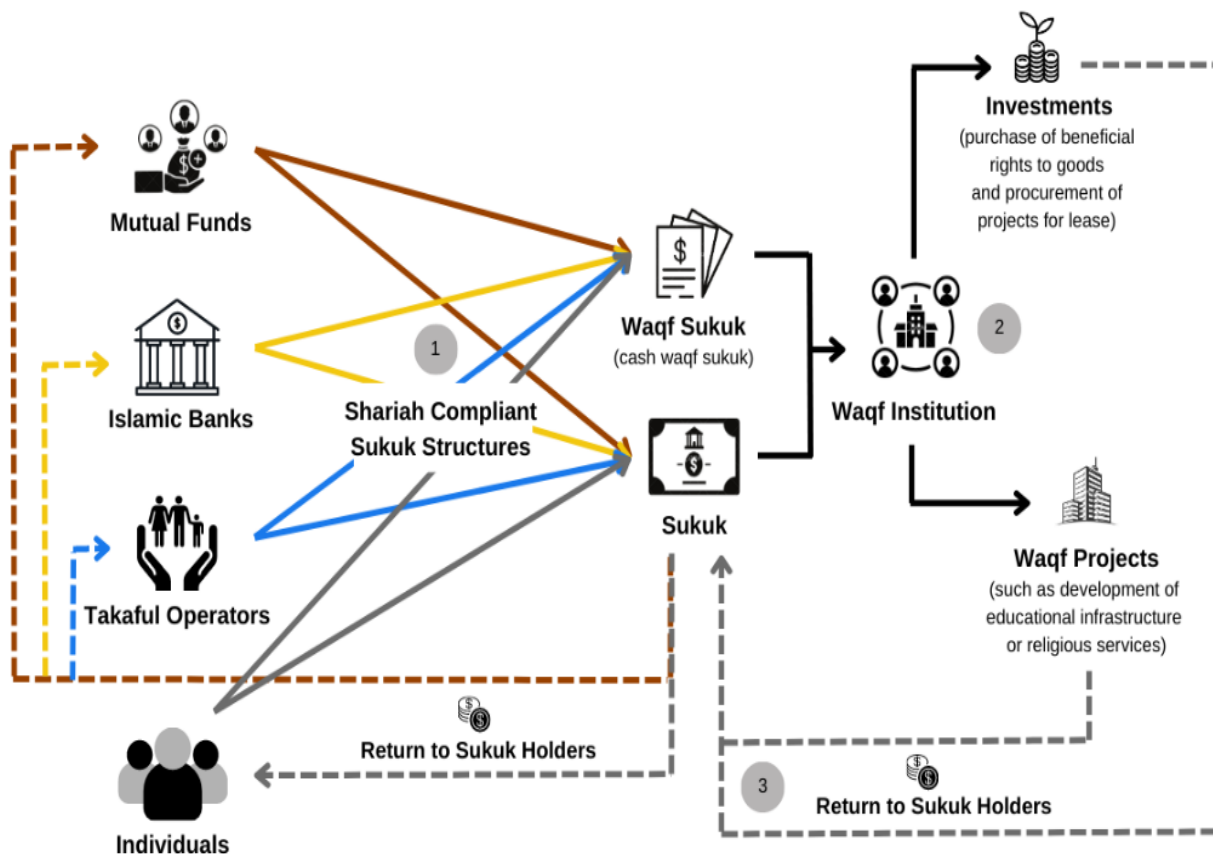 Mutual Funds
Islamic Banks
Takaful Operators
Individuals
1
Shariah Compliant
Sukuk Structures
Waqf Sukuk
(cash waqf sukuk)
Sukuk
Return to Sukuk Holders
Waqf Institution
2
Investments
(purchase of beneficial
rights to goods
and procurement of
projects for lease)
Waqf Projects
(such as development of
educational infrastructure
or religious services)
3
Return to Sukuk Holders